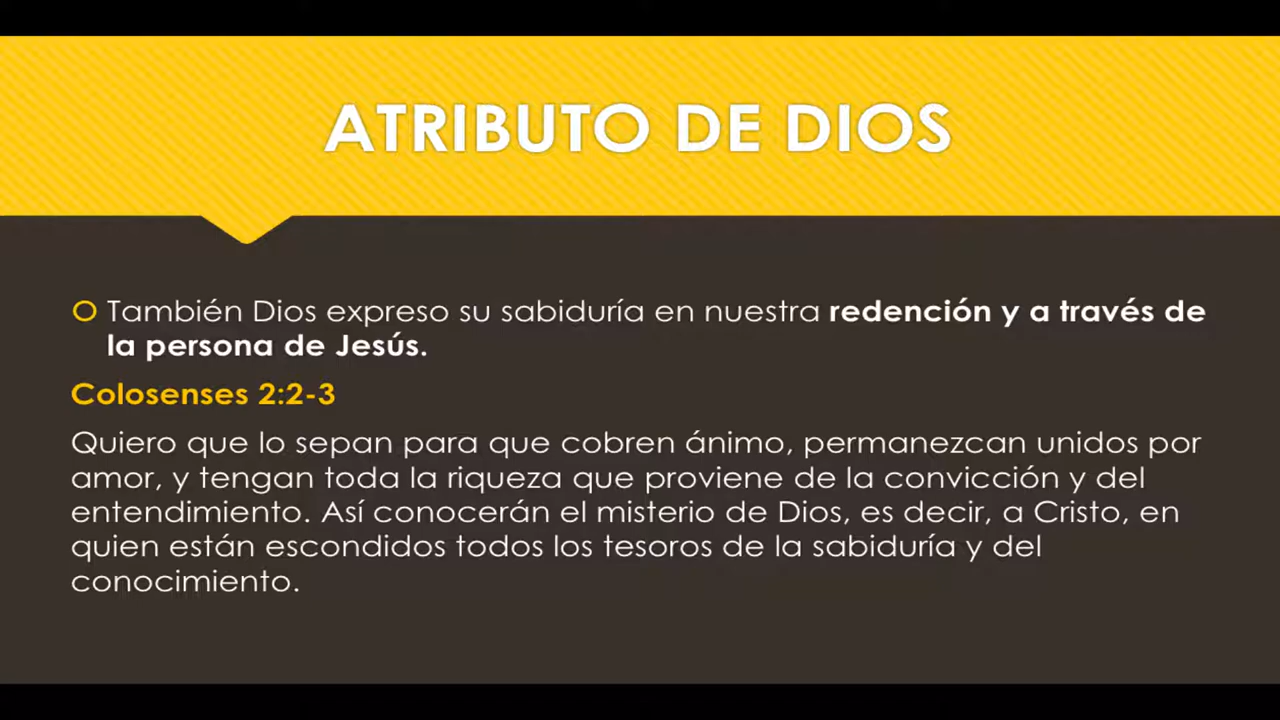 ATRIBUTO DE DIOS
También Dios expreso su sabiduría en nuestra redención y a través de
la persona de Jesús.
Colosenses 2:2-3
Quiero que lo sepan para que cobren ánimo, permanezcan unidos por
amor, y tengan toda la riqueza que proviene de la convicción y del
entendimiento. Así conocerán el misterio de Dios, es decir, a Cristo, en
quien están escondidos todos los tesoros de la sabiduría y del
conocimiento.